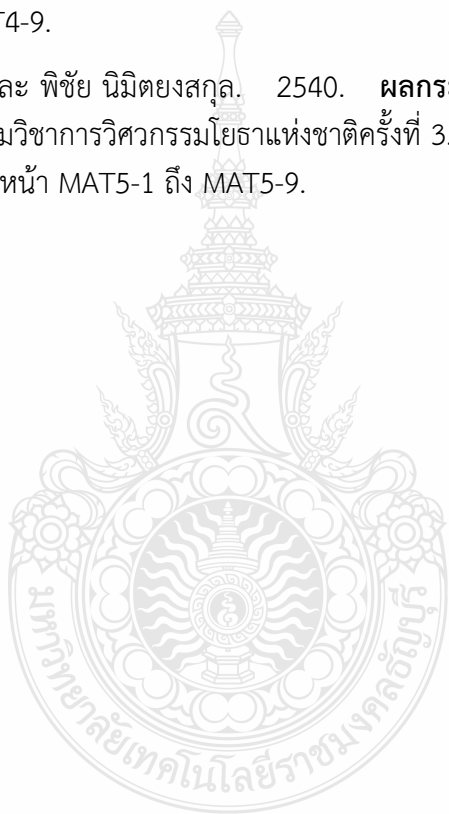 T4-9.
ละ พิชัย นิมิตยงสกุล. 2540. ผลกระ
มวิชาการวิศวกรรมโยธาแห่งชาติครั้งที่ 3.
หน้า MAT5-1 ถึง MAT5-9.
มหาวิทยาลัยเทคโนโลยีราชมงคลธัญบุรี